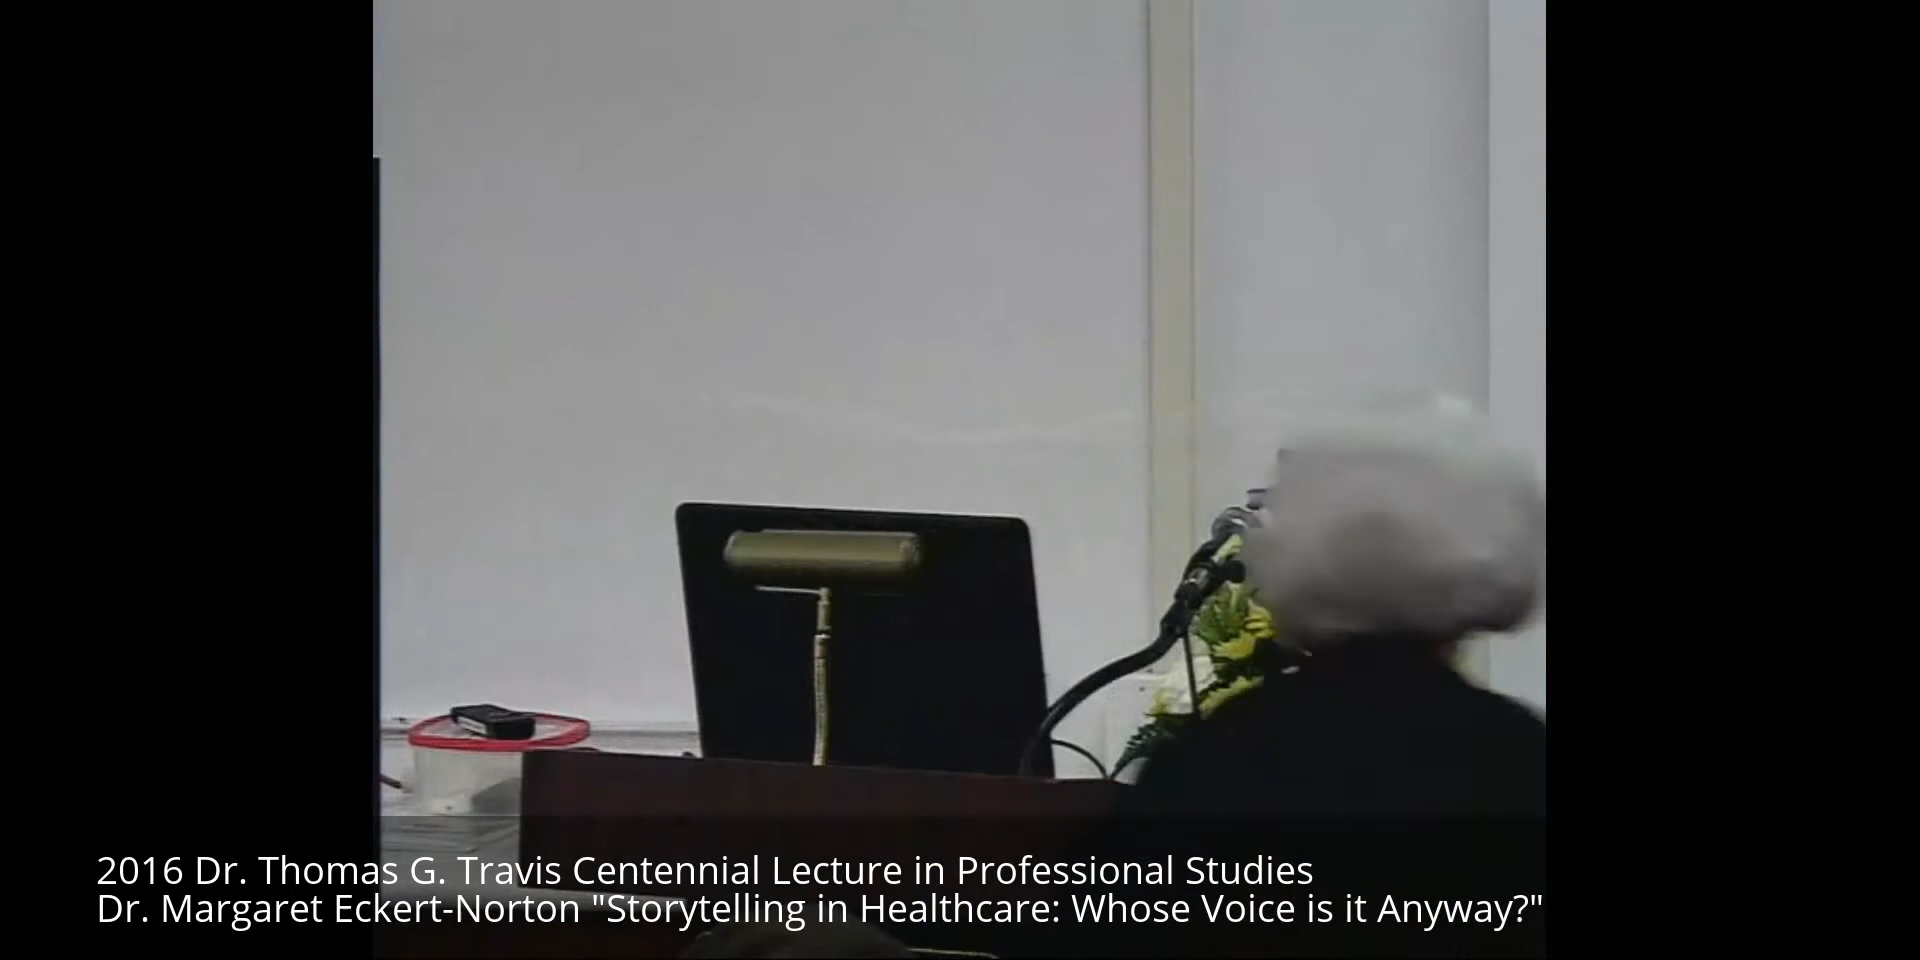 2016 Dr. Thomas G. Travis Centennial Lecture in Professional Studies
Dr. Margaret Eckert-Norton "Storytelling in Healthcare: Whose Voice is it Anyway?"